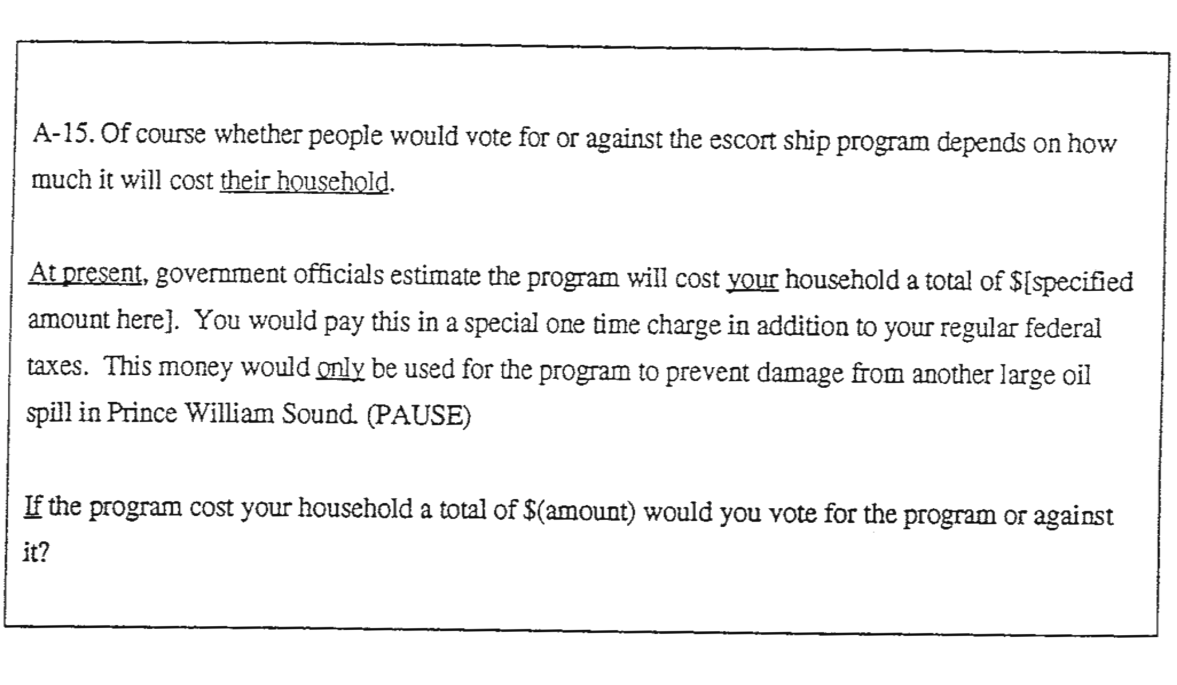 A-15. Of course whether people would vote for or against the escort ship program depends on how
much it will cost their household.
At present, government officials estimate the program will cost your household a total of $[specified
amount here]. You would pay this in a special one time charge in addition to your regular federal
taxes. This money would only be used for the program to prevent damage from another large oil
spill in Prince William Sound. (PAUSE)
If the program cost your household a total of $(amount) would you vote for the program or against
it?